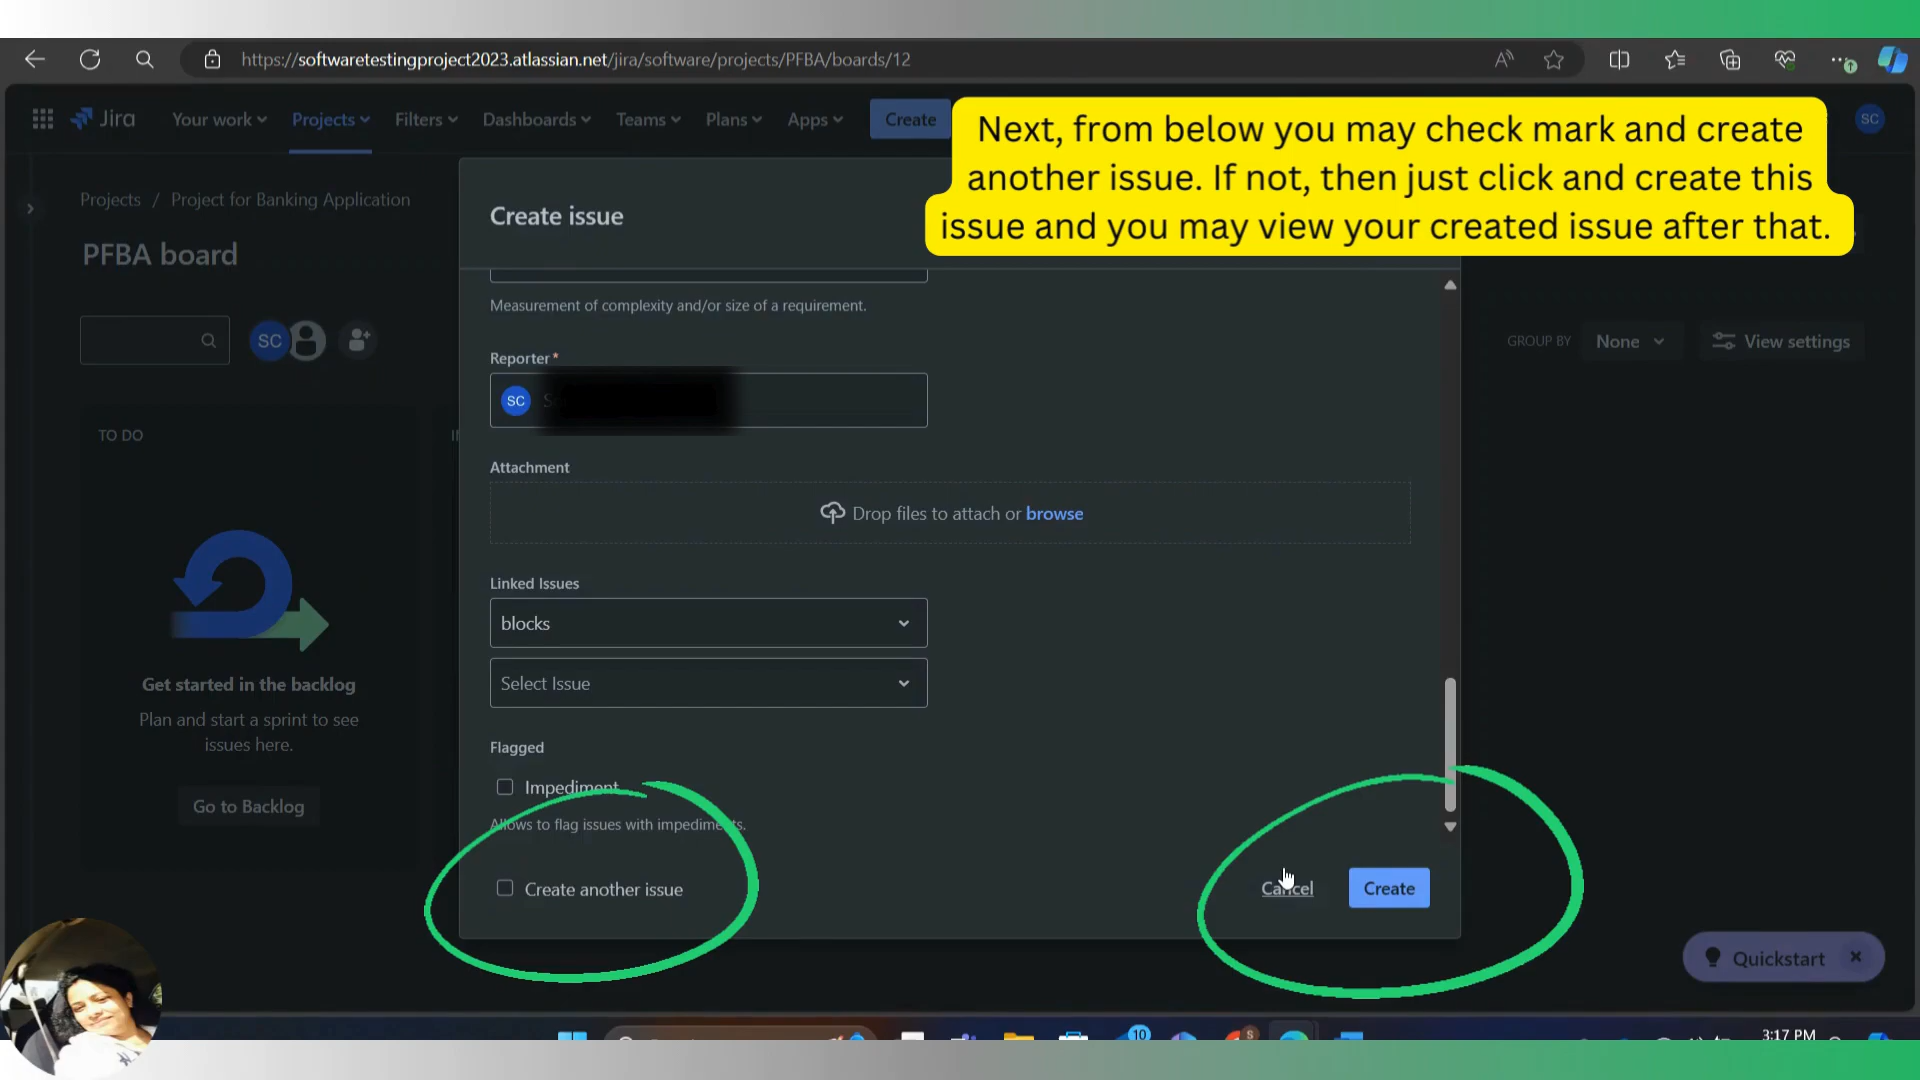 https://softwaretestingproject2023.atlassian.net/jira/software/projects/PFBA/boards/12
Jira
Your work
Projects
Filters
Dashboards
Teams
Plans
Apps
Create
SC
Next, from below you may check mark and create
another issue. If not, then just click and create this
issue and you may view your created issue after that.
Projects / Project for Banking Application
Create issue
PFBA board
Measurement of complexity and/or size of a requirement.
SC
GROUP BY
None
View settings
Reporter*
SC
TO DO
Attachment
Drop files to attach or browse
Linked Issues
blocks
Select Issue
Get started in the backlog
Plan and start a sprint to see
issues here.
Go to Backlog
Flagged
Impediment
Allows to flag issues with impediments.
Create another issue
Cancel
Create
Quickstart
10
3:17 PM